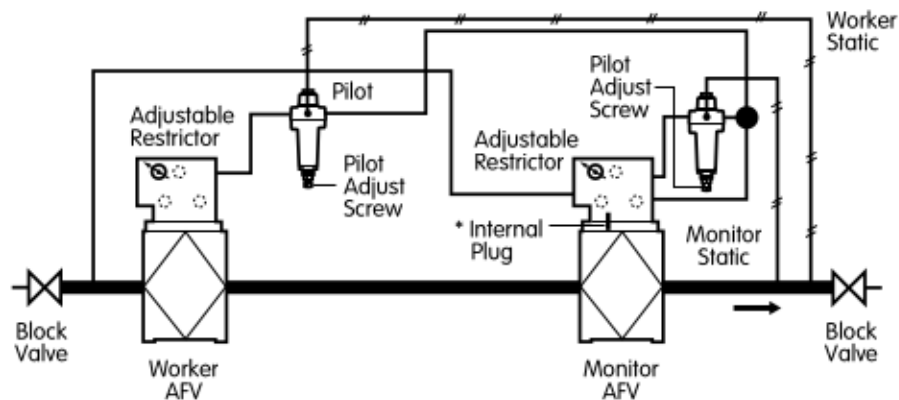 Worker
Static
Pilot
Adjust
Screw
Pilot
Adjustable
Restrictor
Adjustable
Restrictor
Pilot
Adjust
Screw
* Internal
Plug
Monitor
Static
Block
Valve
Worker
AFV
Monitor
AFV
Block
Valve